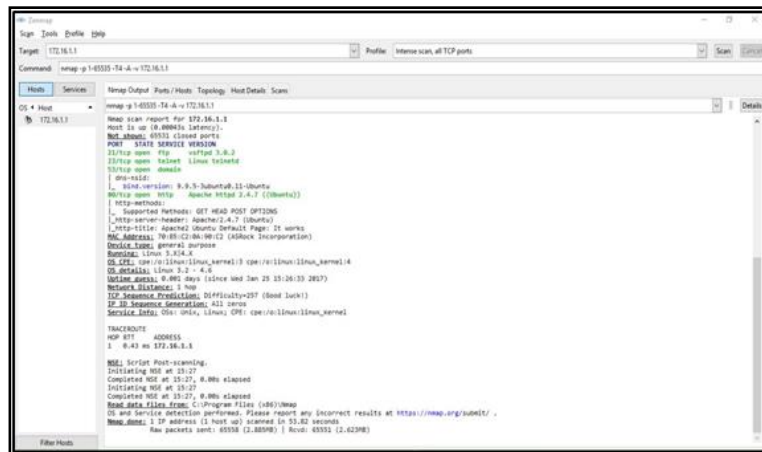 Zenmap
Scan Tools Profile Help
Target: 172.16.1.1 Profile: Intense scan, all TCP ports Scan Cancel
Command: nmap -p 1-65535 -T4 -A -v 172.16.1.1
Hosts Services Nmap Output Ports / Hosts Topology Host Details Scans
OS Host nmap -p 1-65535 -T4 -A -v 172.16.1.1 Details
172.16.1.1
Nmap scan report for 172.16.1.1
Host is up (0.00043s latency).
Not shown: 65531 closed ports
PORT STATE SERVICE VERSION
21/tcp open ftp vsftpd 3.0.2
23/tcp open telnet Linux telnetd
53/tcp open domain
| dns-nsid:
|_ bind.version: 9.9.5-3ubuntu0.11-Ubuntu
80/tcp open http Apache httpd 2.4.7 ((Ubuntu))
| http-methods:
|_ Supported Methods: GET HEAD POST OPTIONS
|_http-server-header: Apache/2.4.7 (Ubuntu)
|_http-title: Apache2 Ubuntu Default Page: It works
MAC Address: 70:85:C2:0A:90:C2 (ASRock Incorporation)
Device type: general purpose
Running: Linux 3.X|4.X
OS CPE: cpe:/o:linux:linux_kernel:3 cpe:/o:linux:linux_kernel:4
OS details: Linux 3.2 - 4.6
Uptime guess: 0.001 days (since Wed Jan 25 15:26:33 2017)
Network Distance: 1 hop
TCP Sequence Prediction: Difficulty=257 (Good luck!)
IP ID Sequence Generation: All zeros
Service Info: OSs: Unix, Linux; CPE: cpe:/o:linux:linux_kernel
TRACEROUTE
HOP RTT ADDRESS
1 0.43 ms 172.16.1.1
NSE: Script Post-scanning.
Initiating NSE at 15:27
Completed NSE at 15:27, 0.00s elapsed
Initiating NSE at 15:27
Completed NSE at 15:27, 0.00s elapsed
Read data files from: C:\Program Files (x86)\Nmap
OS and Service detection performed. Please report any incorrect results at https://nmap.org/submit/ .
Nmap done: 1 IP address (1 host up) scanned in 53.82 seconds
Raw packets sent: 65558 (2.885MB) | Rcvd: 65551 (2.623MB)
Filter Hosts